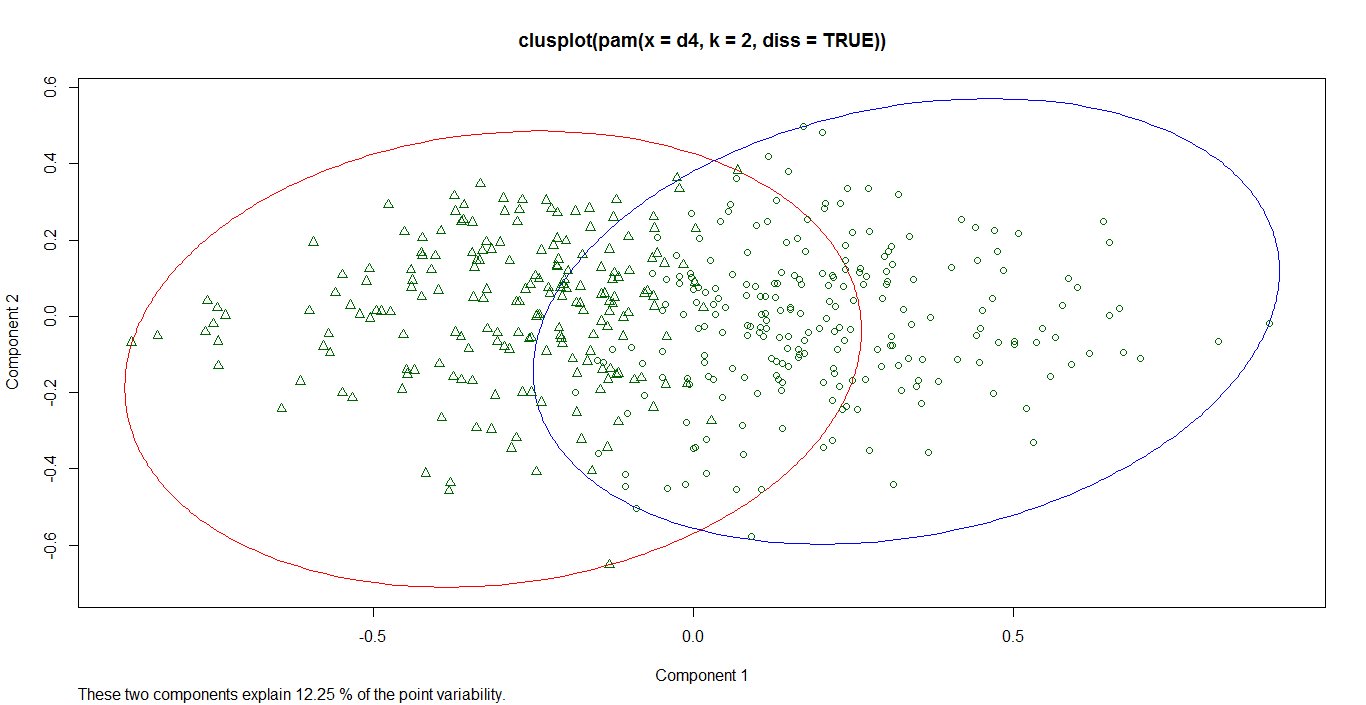 clusplot(pam(x = d4, k = 2, diss = TRUE))
0.6
0.4
0.2
0.0
-0.2
-0.4
-0.6
Component 2
-0.5
0.0
0.5
Component 1
These two components explain 12.25 % of the point variability.